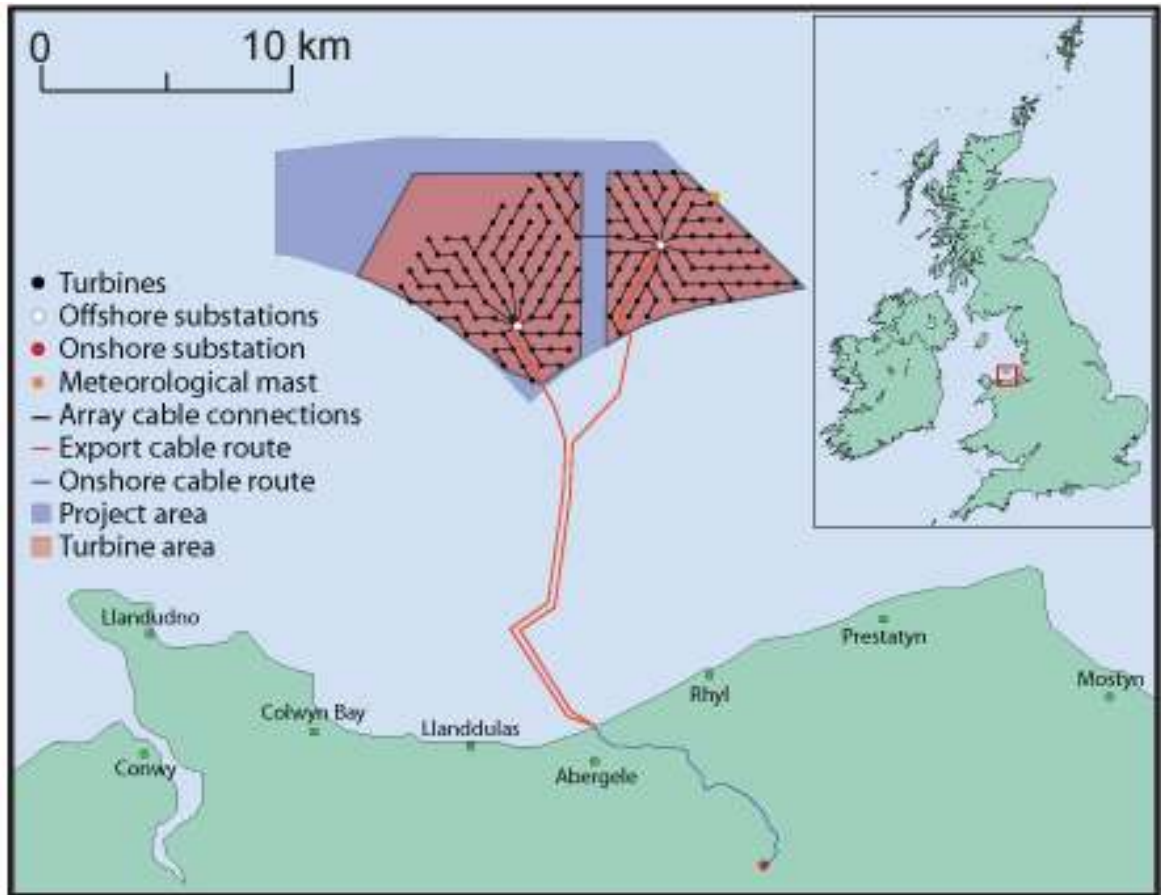 0 10 km
Turbines
Offshore substations
Onshore substation
Meteorological mast
Array cable connections
Export cable route
Onshore cable route
Project area
Turbine area
Llandudno
Prestatyn
Rhyl
Mostyn
Colwyn Bay
Llanddulas
Conwy
Abergele